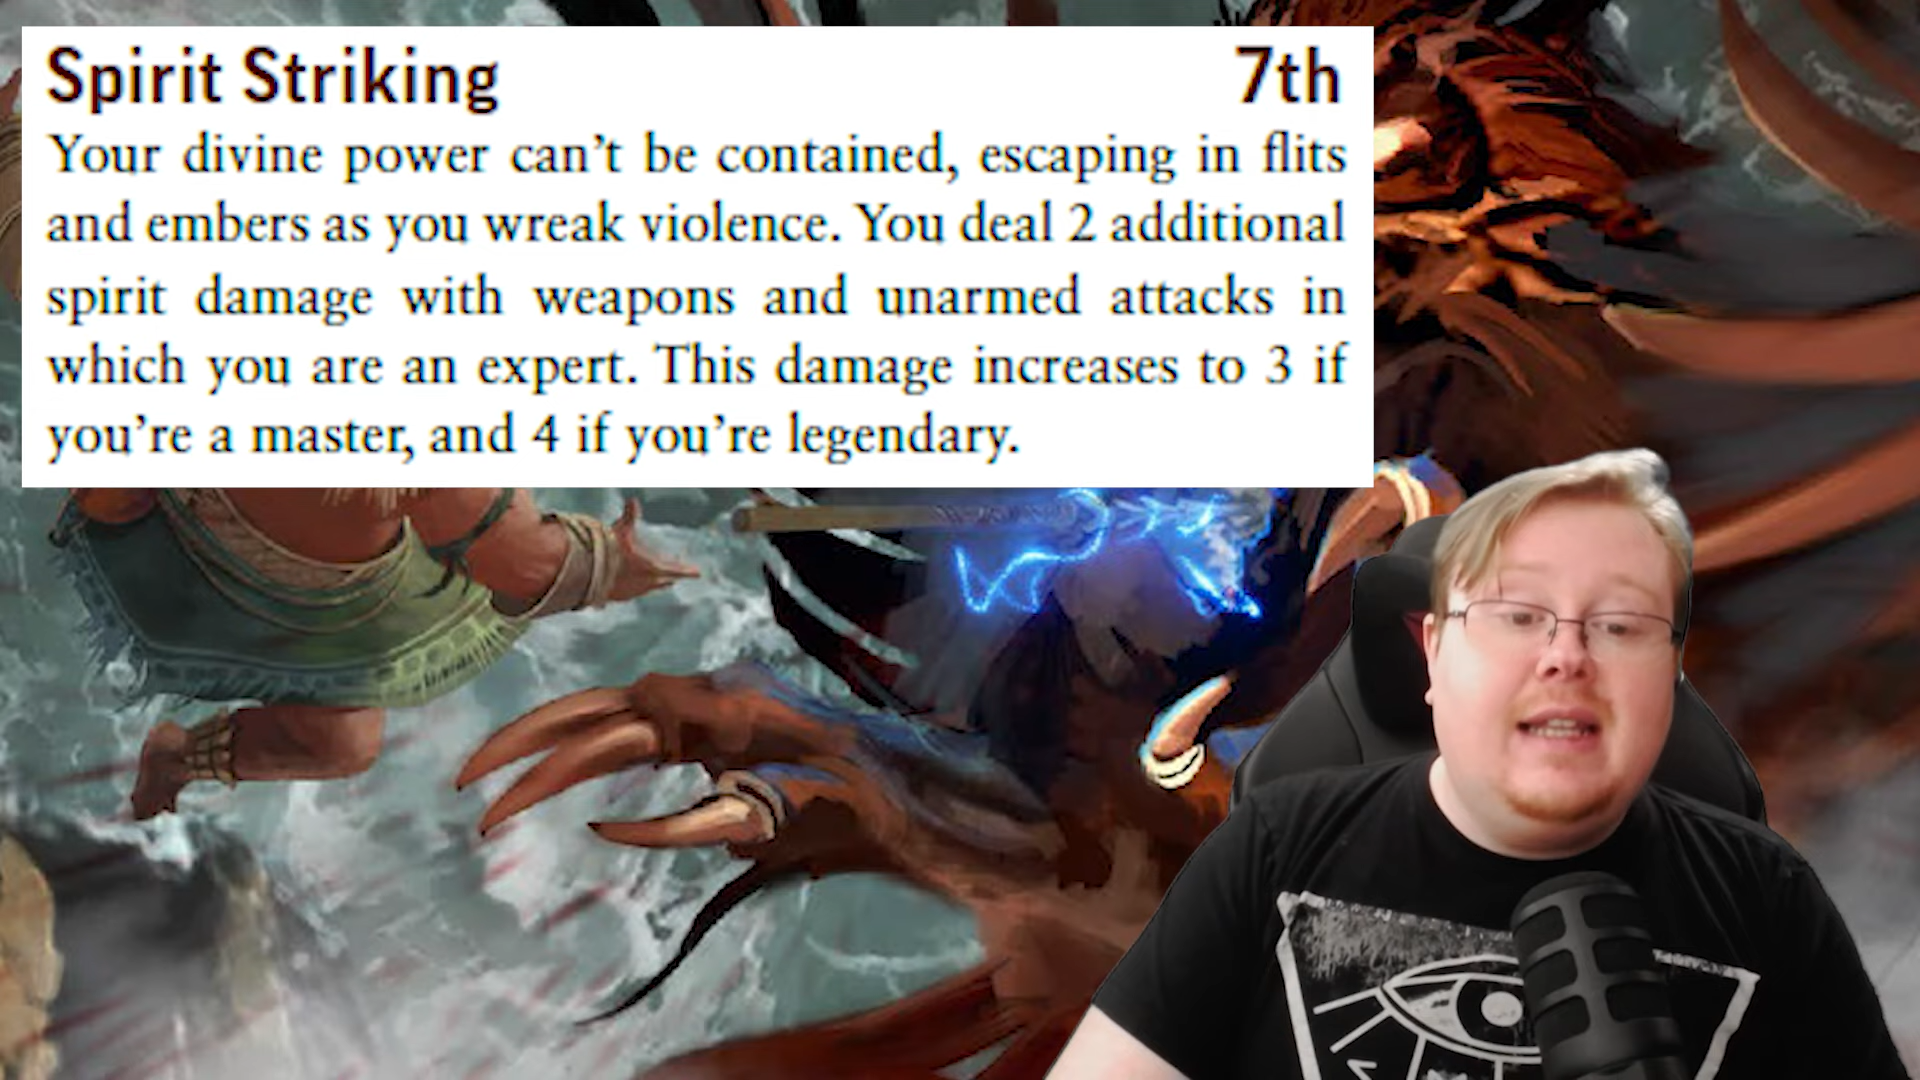 Spirit Striking 7th
Your divine power can't be contained, escaping in flits
and embers as you wreak violence. You deal 2 additional
spirit damage with weapons and unarmed attacks in
which you are an expert. This damage increases to 3 if
you're a master, and 4 if you're legendary.